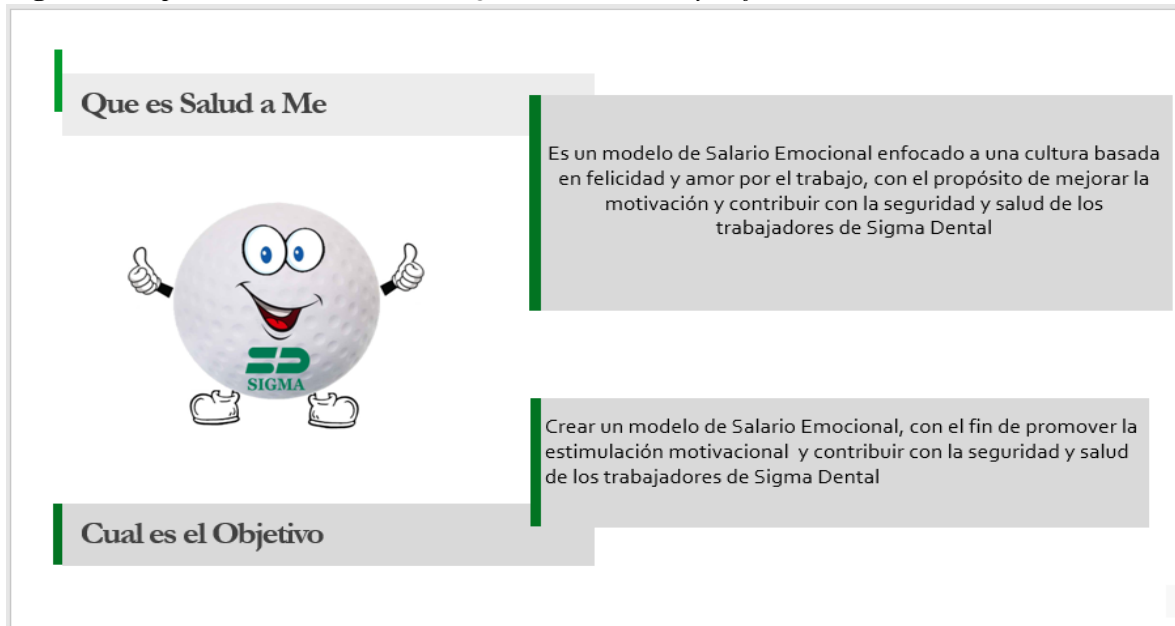 Que es Salud a Me
Es un modelo de Salario Emocional enfocado a una cultura basada
en felicidad y amor por el trabajo, con el propósito de mejorar la
motivación y contribuir con la seguridad y salud de los
trabajadores de Sigma Dental
SIGMA
Crear un modelo de Salario Emocional, con el fin de promover la
estimulación motivacional y contribuir con la seguridad y salud
de los trabajadores de Sigma Dental
Cual es el Objetivo